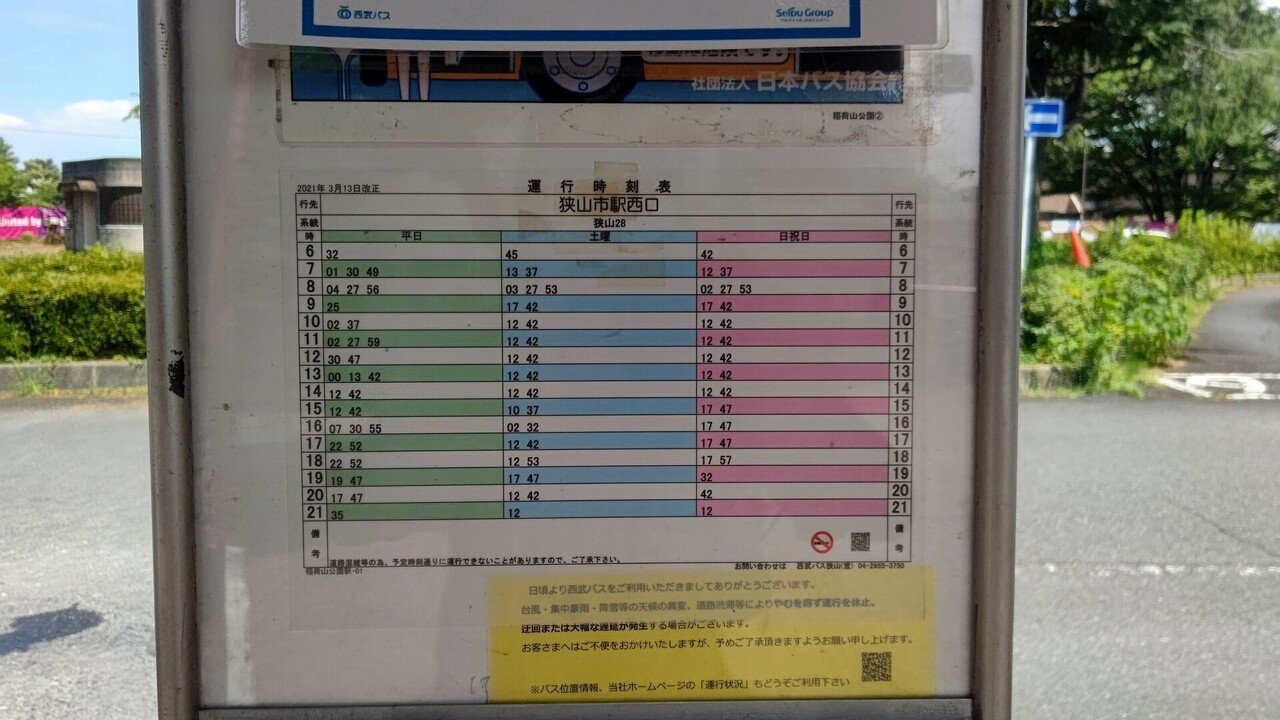 西武バス
Seibu Group
移動は危険です。
社団法人 日本バス協会
稲荷山公園②
2021年 3月13日改正
運行時刻表
行先 狭山市駅西口 行先
系統 狭山28 系統
時 平日 土曜 日祝日 時
6 32 45 42 6
7 01 30 49 13 37 12 37 7
8 04 27 56 03 27 53 02 27 53 8
9 25 17 42 17 42 9
10 02 37 12 42 12 42 10
11 02 27 59 12 42 12 42 11
12 30 47 12 42 12 42 12
13 00 13 42 12 42 12 42 13
14 12 42 12 42 12 42 14
15 12 42 10 37 17 47 15
16 07 30 55 02 32 17 47 16
17 22 52 12 42 17 47 17
18 22 52 12 53 17 57 18
19 19 47 17 47 32 19
20 17 47 12 42 42 20
21 35 12 12 21
備考 道路混雑等の為、予定時刻通りに運行できないことがありますので、ご了承下さい。 備考
稲荷山公園駅-01
お問い合わせは 西武バス狭山(営) 04-2955-3750
日頃より西武バスをご利用いただきましてありがとうございます。
台風・集中豪雨・降雪等の天候の異変、道路渋滞等によりやむを得ず運行を休止、
迂回または大幅な遅延が発生する場合がございます。
お客さまへはご不便をおかけいたしますが、予めご了承頂きますようお願い申し上げます。
※バス位置情報、当社ホームページの「運行状況」もどうぞご利用下さい